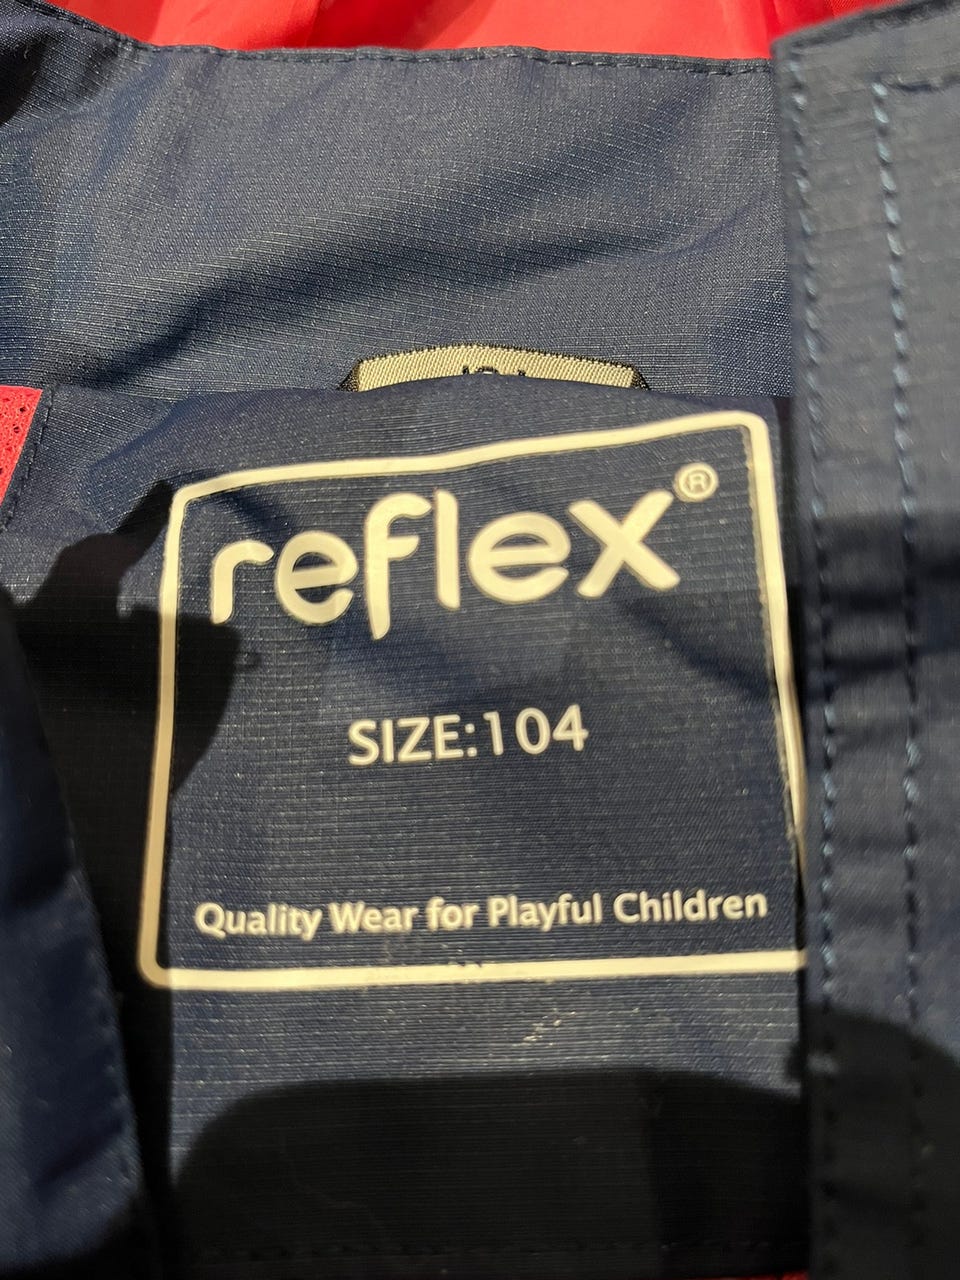 reflex®
SIZE:104
Quality Wear for Playful Children